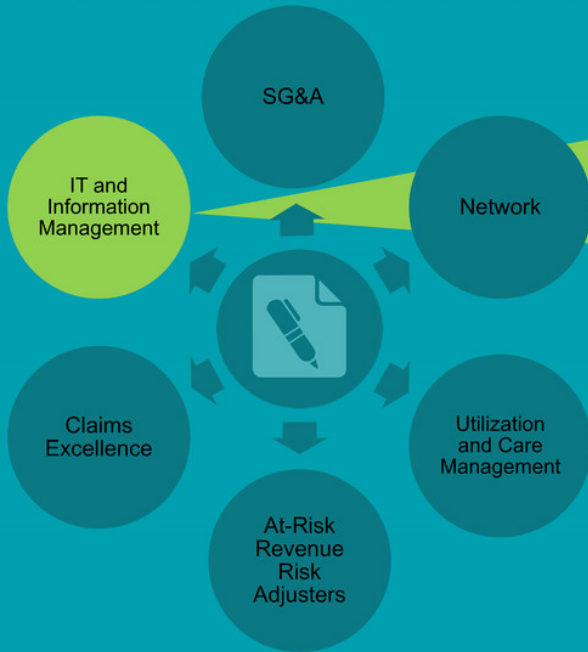 SG&A
IT and
Information
Management
Network
Claims
Excellence
Utilization
and Care
Management
At-Risk
Revenue
Risk
Adjusters